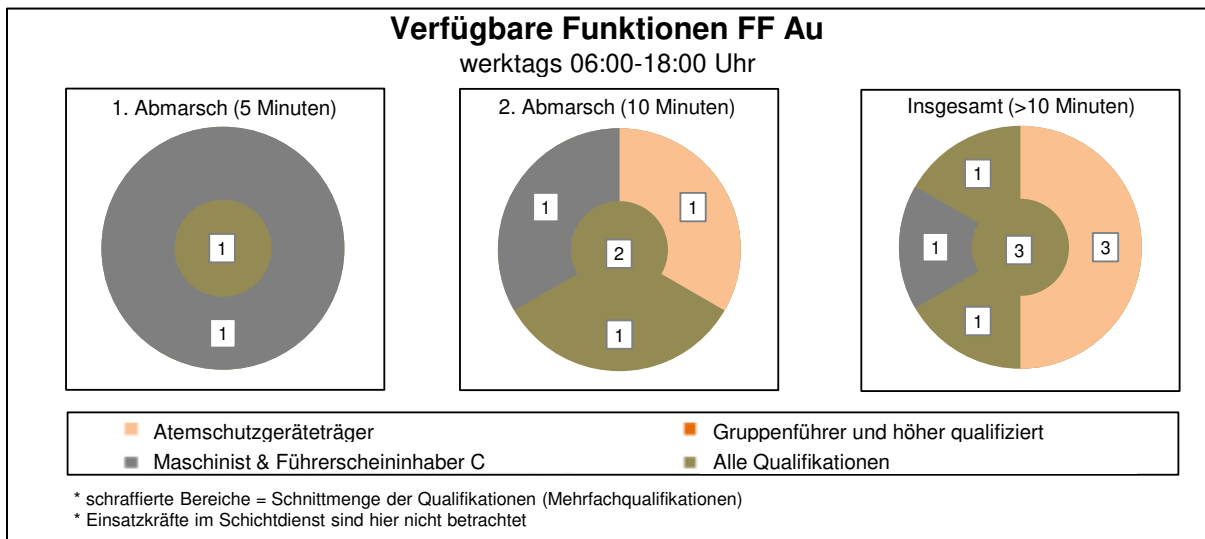 Verfügbare Funktionen FF Au
werktags 06:00-18:00 Uhr
1. Abmarsch (5 Minuten)
1
1
2. Abmarsch (10 Minuten)
1
1
2
1
Insgesamt (>10 Minuten)
1
1
3
3
1
Atemschutzgeräteträger
Gruppenführer und höher qualifiziert
Maschinist & Führerscheininhaber C
Alle Qualifikationen
* schraffierte Bereiche = Schnittmenge der Qualifikationen (Mehrfachqualifikationen)
* Einsatzkräfte im Schichtdienst sind hier nicht betrachtet